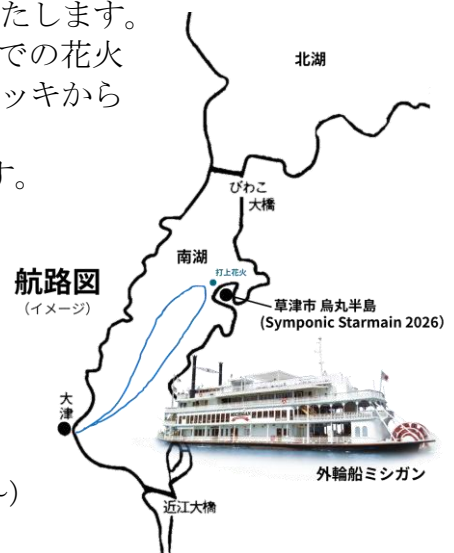 たします。
での花火
ッキから
す。
北湖
びわこ
大橋
南湖
打上花火
航路図
（イメージ）
草津市 烏丸半島
(Symponic Starmain 2026)
大津
外輪船ミシガン
～)
近江大橋